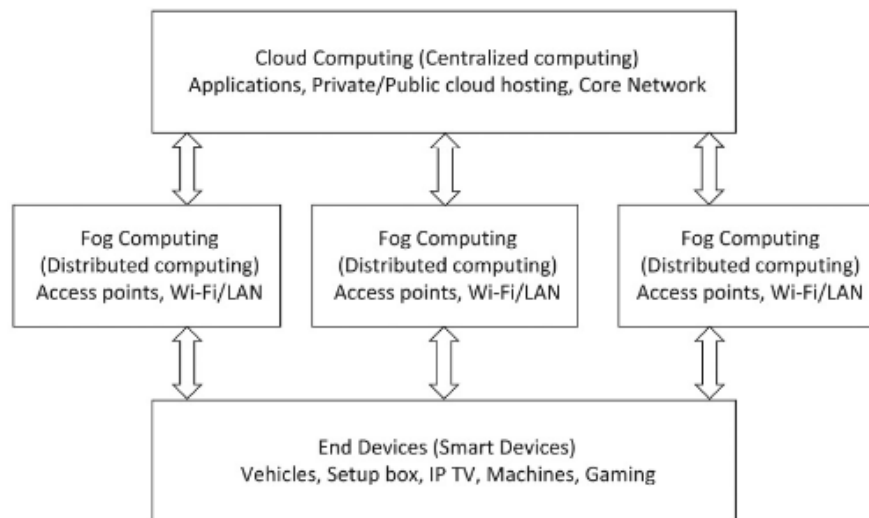 Cloud Computing (Centralized computing)
Applications, Private/Public cloud hosting, Core Network
Fog Computing
(Distributed computing)
Access points, Wi-Fi/LAN
Fog Computing
(Distributed computing)
Access points, Wi-Fi/LAN
Fog Computing
(Distributed computing)
Access points, Wi-Fi/LAN
End Devices (Smart Devices)
Vehicles, Setup box, IP TV, Machines, Gaming